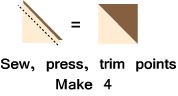 =
Sew, press, trim points
Make 4